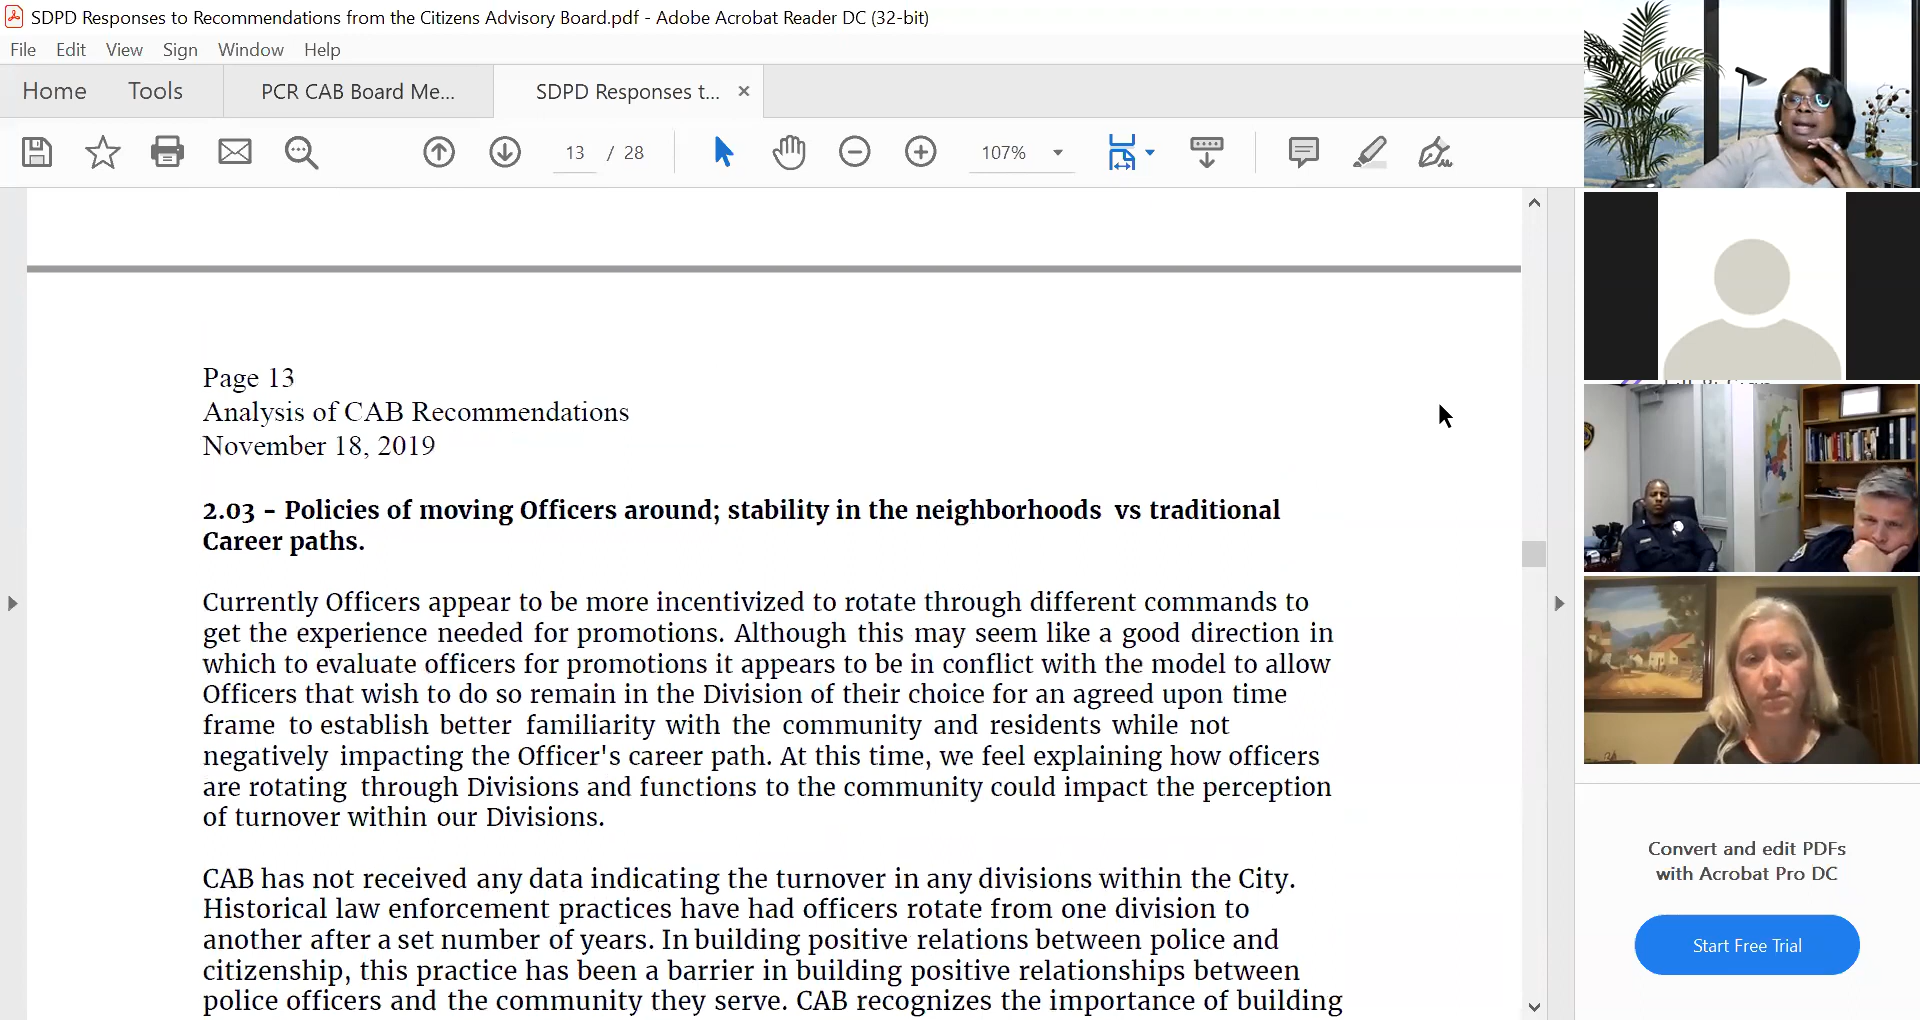 SDPD Responses to Recommendations from the Citizens Advisory Board.pdf - Adobe Acrobat Reader DC (32-bit)
File Edit View Sign Window Help
Home Tools PCR CAB Board Me... SDPD Responses t... ×
13 / 28 107%
Page 13
Analysis of CAB Recommendations
November 18, 2019
2.03 - Policies of moving Officers around; stability in the neighborhoods vs traditional
Career paths.
Currently Officers appear to be more incentivized to rotate through different commands to
get the experience needed for promotions. Although this may seem like a good direction in
which to evaluate officers for promotions it appears to be in conflict with the model to allow
Officers that wish to do so remain in the Division of their choice for an agreed upon time
frame to establish better familiarity with the community and residents while not
negatively impacting the Officer's career path. At this time, we feel explaining how officers
are rotating through Divisions and functions to the community could impact the perception
of turnover within our Divisions.
CAB has not received any data indicating the turnover in any divisions within the City.
Historical law enforcement practices have had officers rotate from one division to
another after a set number of years. In building positive relations between police and
citizenship, this practice has been a barrier in building positive relationships between
police officers and the community they serve. CAB recognizes the importance of building
Convert and edit PDFs
with Acrobat Pro DC
Start Free Trial